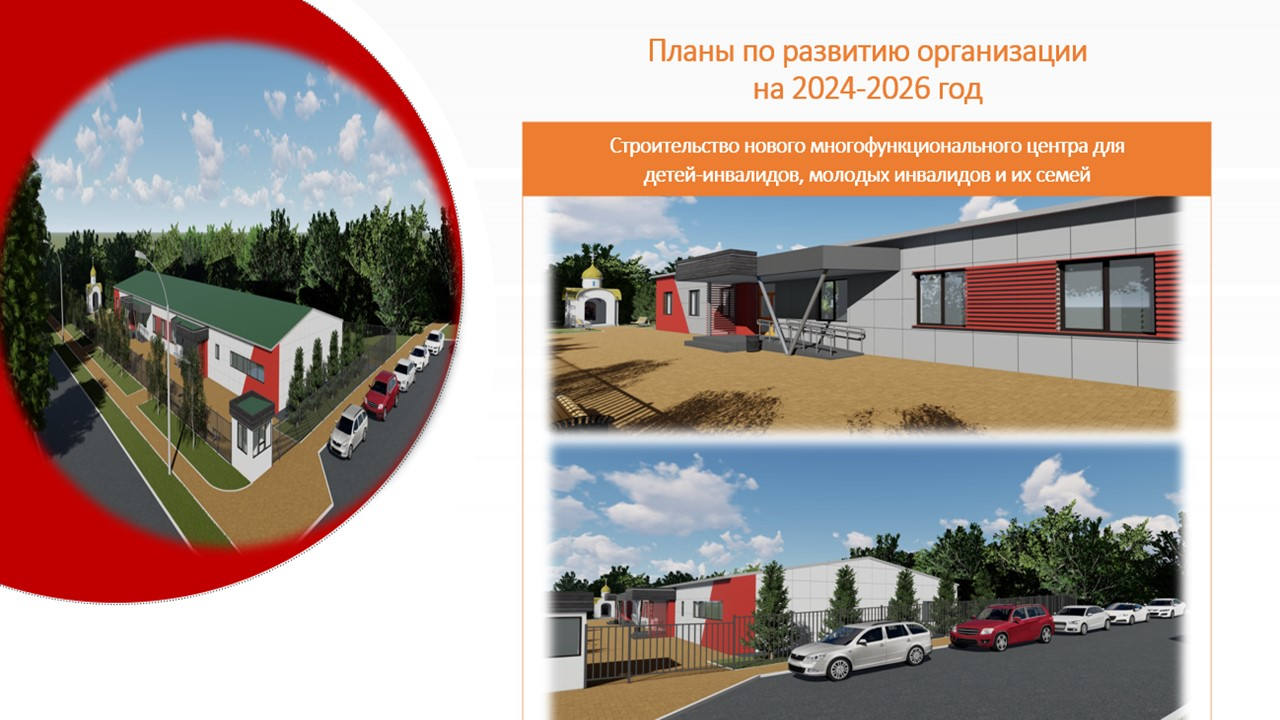 Планы по развитию организации
на 2024-2026 год
Строительство нового многофункционального центра для
детей-инвалидов, молодых инвалидов и их семей